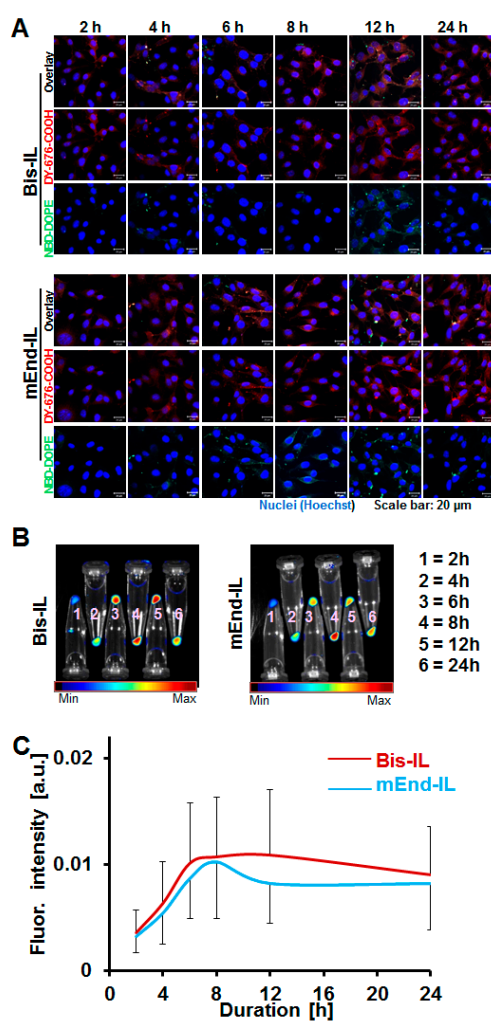 A
2 h 4 h 6 h 8 h 12 h 24 h
Bis-IL
Overlay
DY-676-COOH
NBD-DOPE
mEnd-IL
Overlay
DY-676-COOH
NBD-DOPE
Nuclei (Hoechst) Scale bar: 20 µm
B
Bis-IL
1 2 3 4 5 6
Min Max
mEnd-IL
1 2 3 4 5 6
Min Max
1 = 2h
2 = 4h
3 = 6h
4 = 8h
5 = 12h
6 = 24h
C
Fluor. intensity [a.u.]
0.02
0.01
0
Bis-IL
mEnd-IL
0 4 8 12 16 20 24
Duration [h]